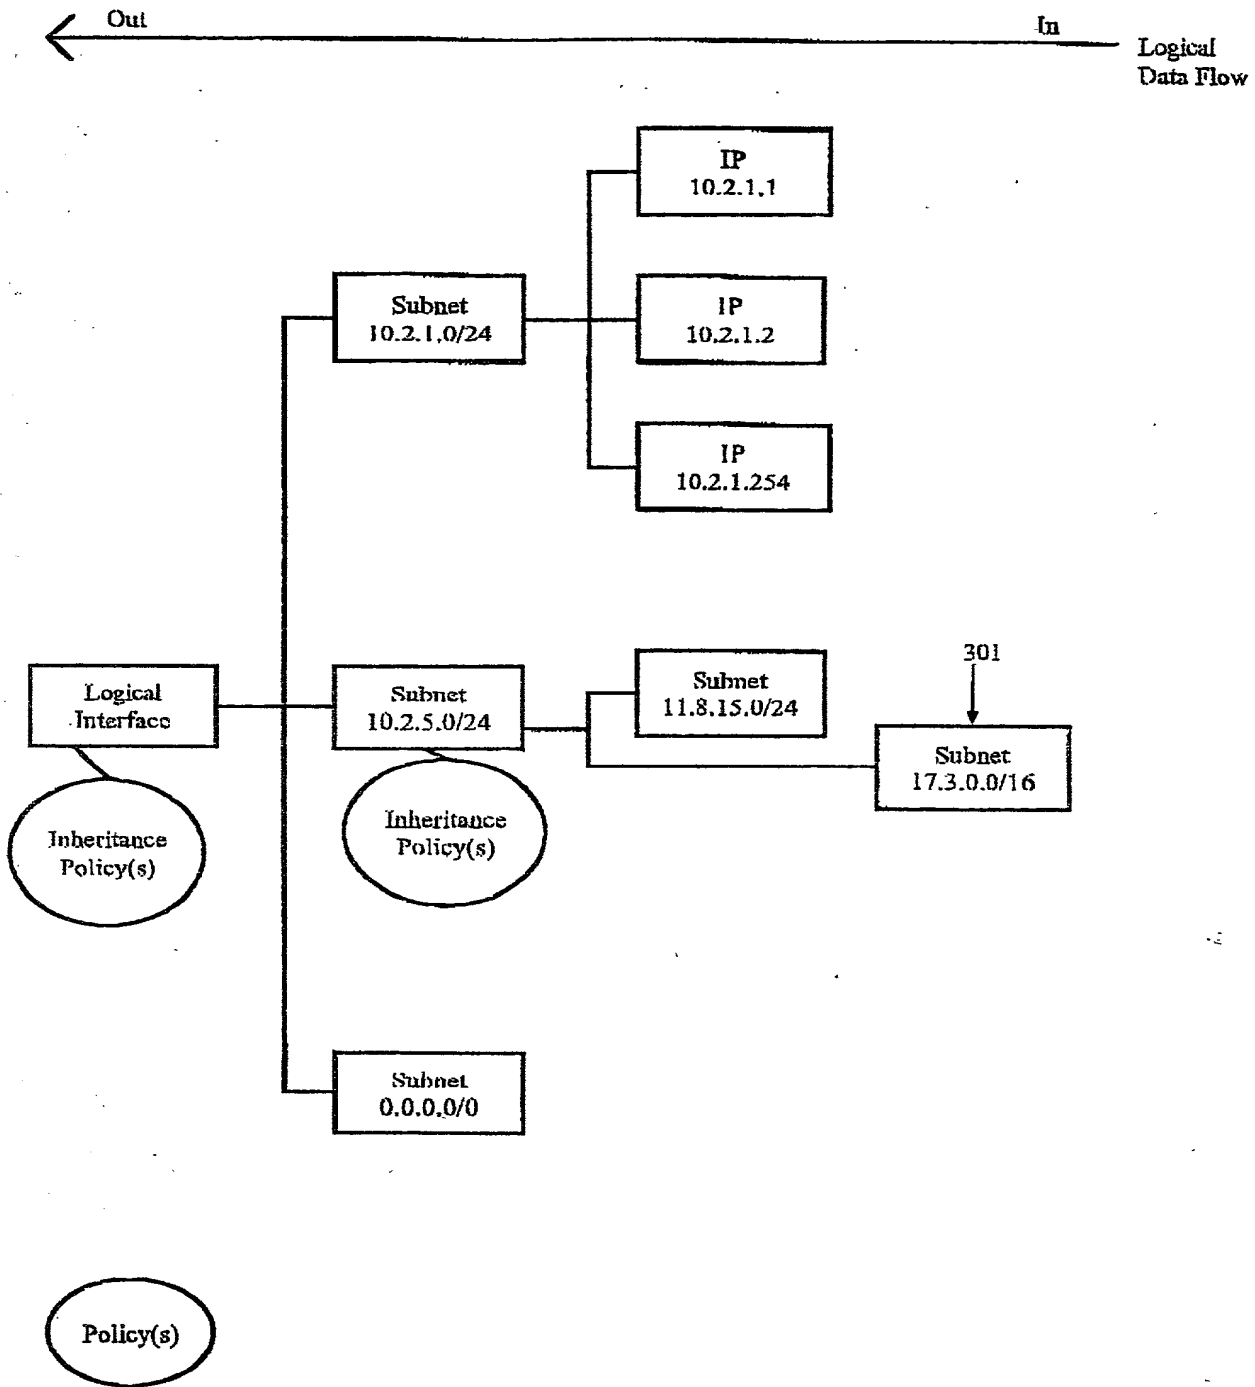 Out
In
Logical
Data Flow
IP
10.2.1.1
Subnet
10.2.1.0/24
IP
10.2.1.2
IP
10.2.1.254
Logical
Interface
Subnet
10.2.5.0/24
Subnet
11.8.15.0/24
301
Subnet
17.3.0.0/16
Inheritance
Policy(s)
Inheritance
Policy(s)
Subnet
0.0.0.0/0
Policy(s)